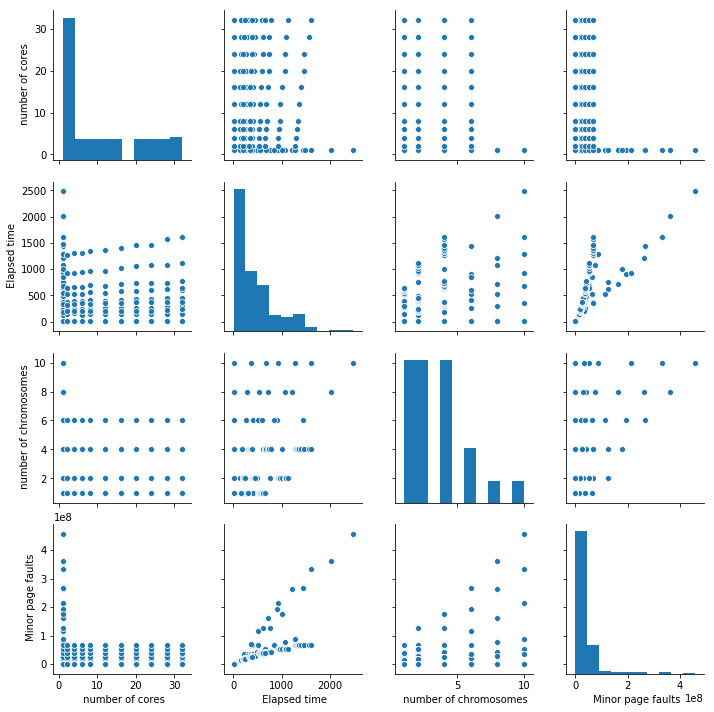 number of cores
30
20
10
0
Elapsed time
2500
2000
1500
1000
500
0
number of chromosomes
10
8
6
4
2
1e8
Minor page faults
4
3
2
1
0
0 10 20 30
number of cores
0 1000 2000
Elapsed time
5 10
number of chromosomes
0 2 4
Minor page faults 1e8